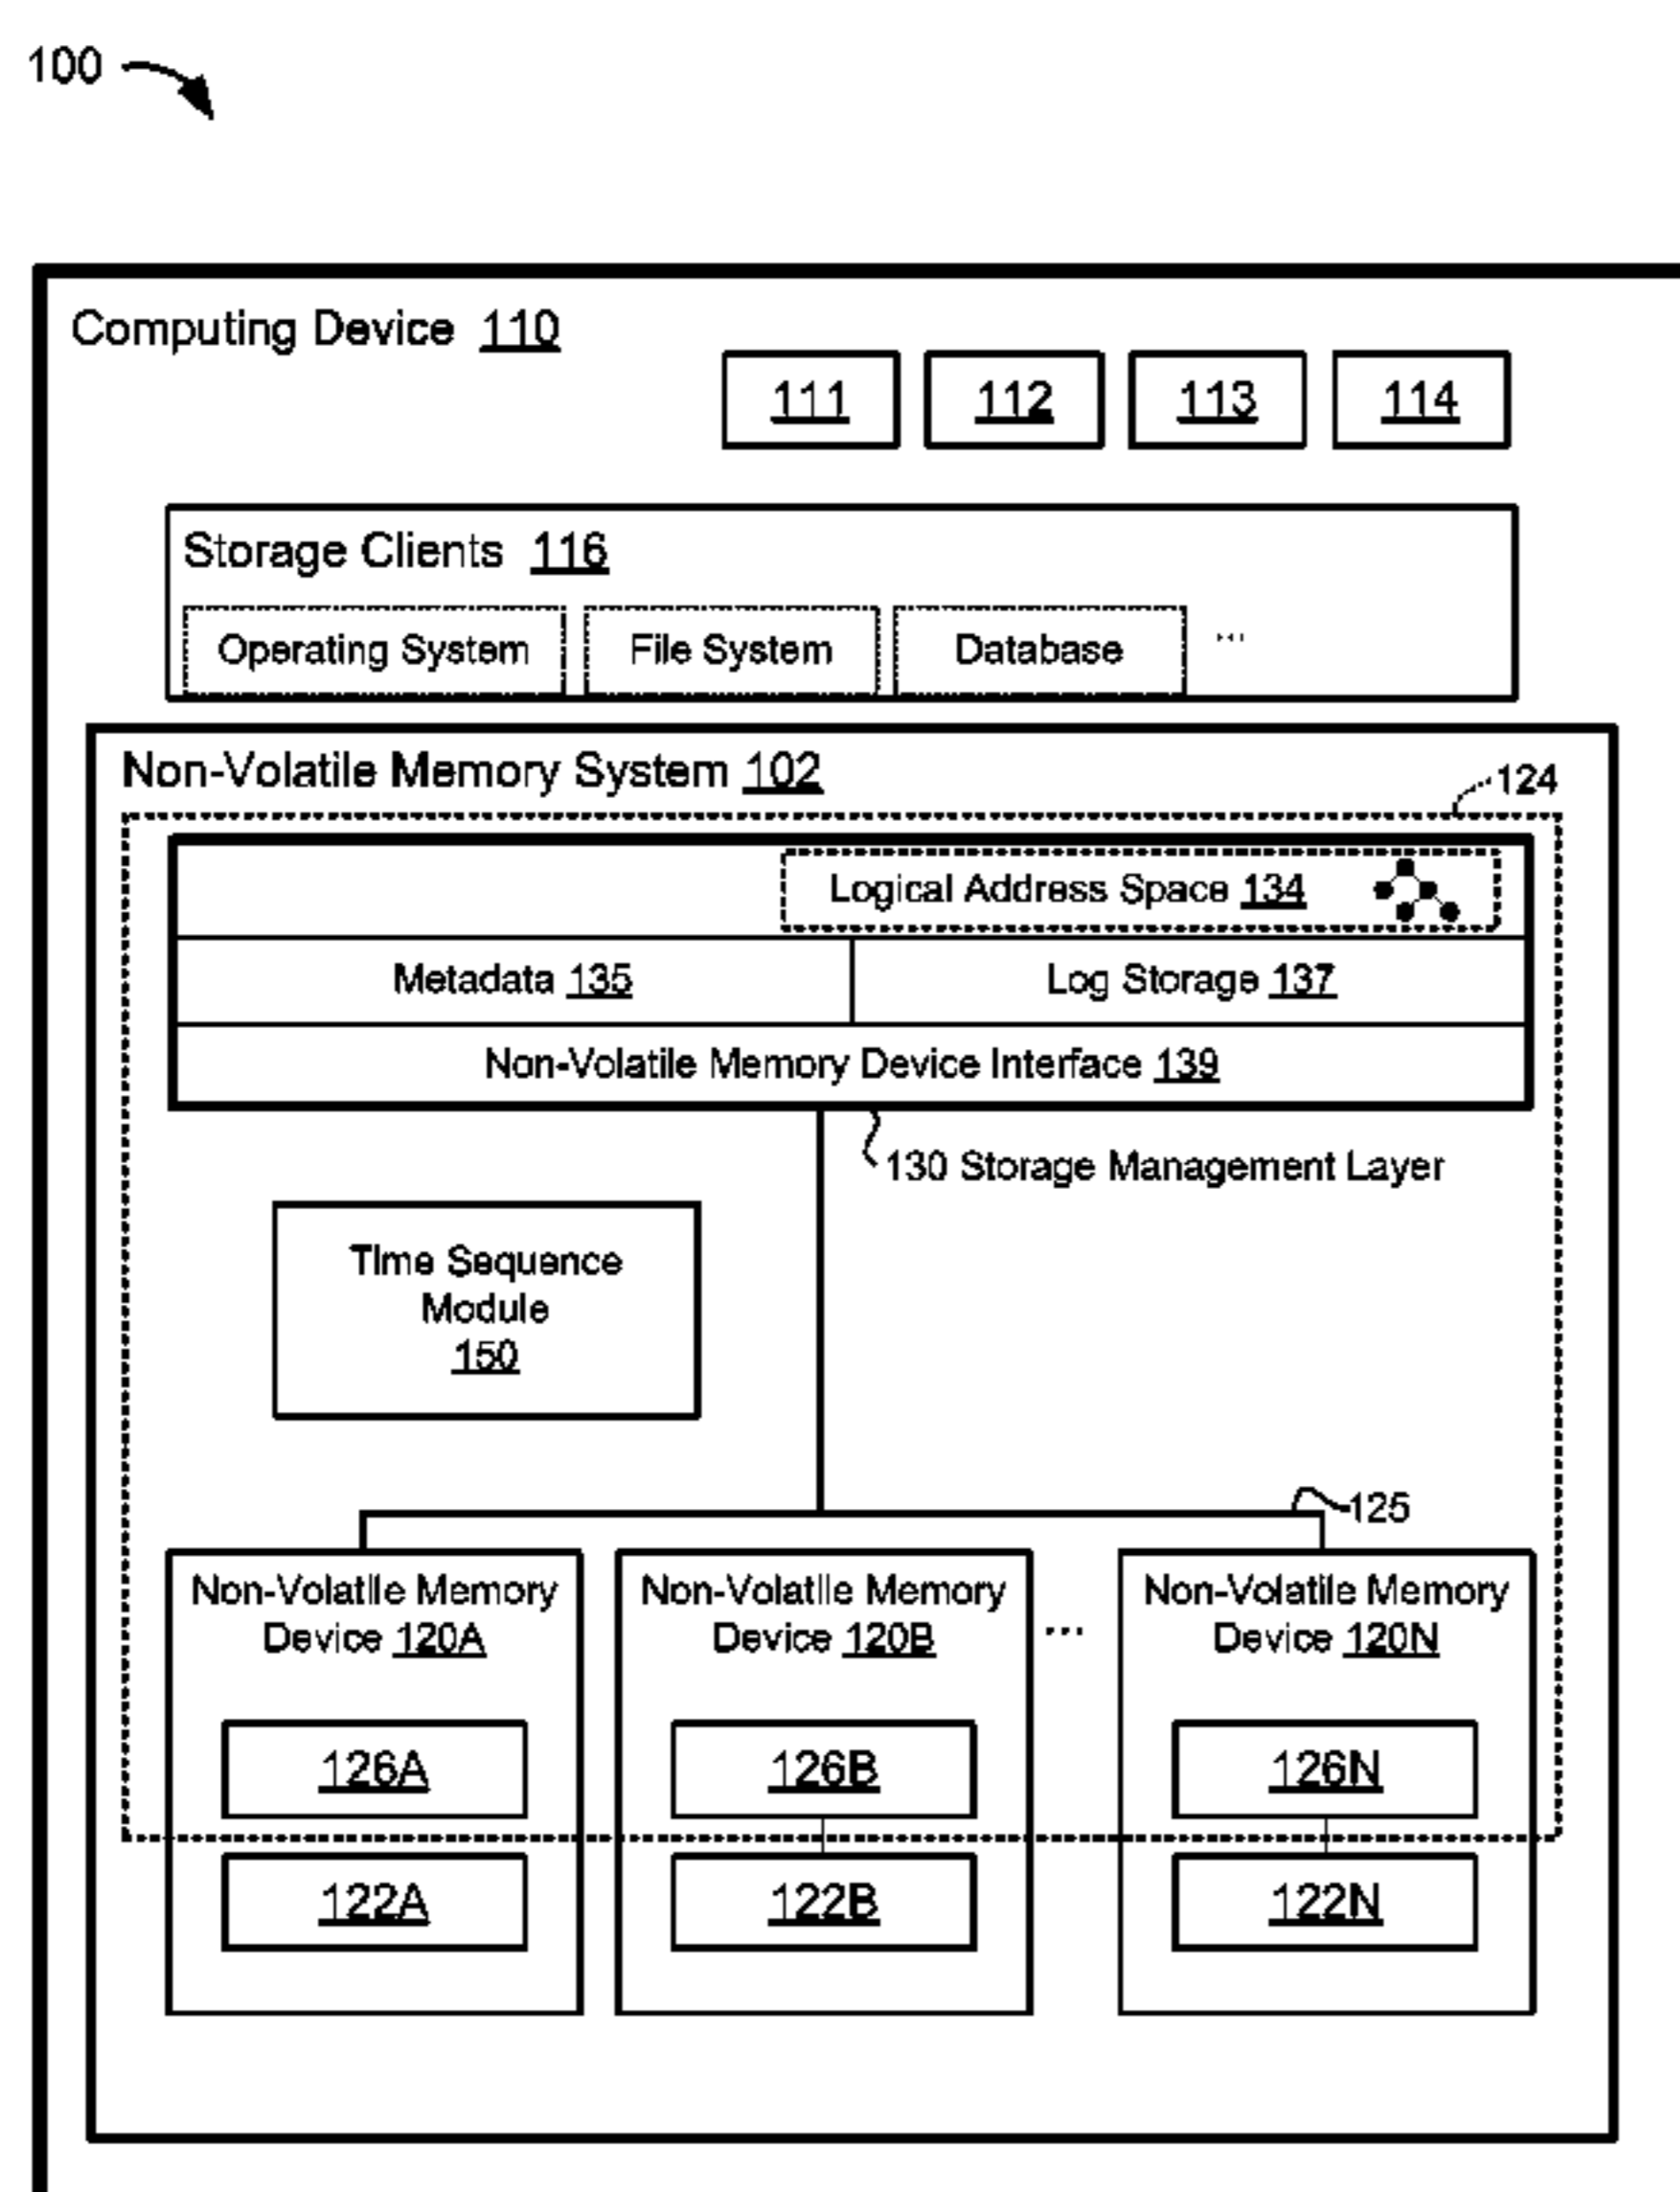 100
Computing Device 110
111 112 113 114
Storage Clients 116
Operating System File System Database ...
Non-Volatile Memory System 102
124
Logical Address Space 134
Metadata 135 Log Storage 137
Non-Volatile Memory Device Interface 139
130 Storage Management Layer
Time Sequence
Module
150
125
Non-Volatile Memory Non-Volatile Memory Non-Volatile Memory
Device 120A Device 120B ... Device 120N
126A 126B 126N
122A 122B 122N